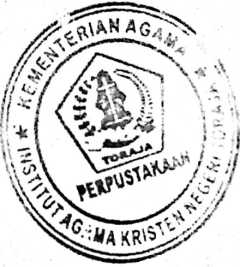 KEMENTERIAN AGAMA
TORAJA
PERPUSTAKAAN
INSTITUT AGAMA KRISTEN NEGERI TORAJA